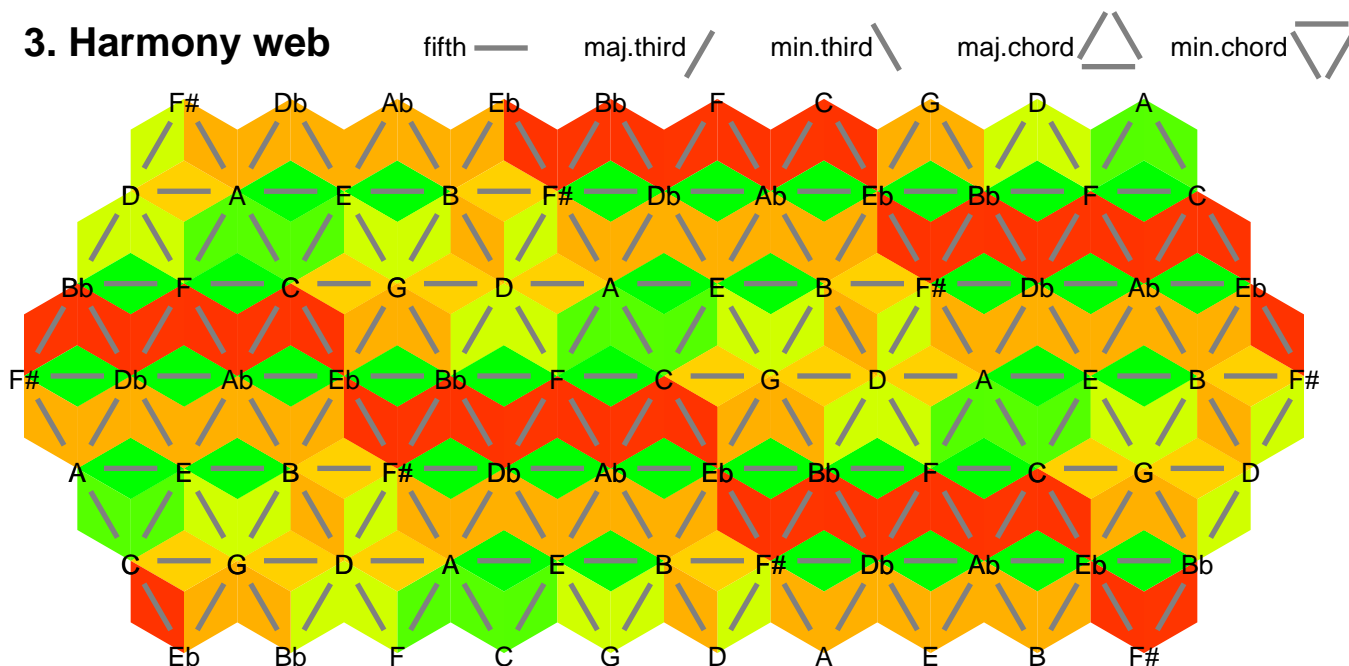 3. Harmony web fifth maj.third min.third maj.chord min.chord
F# Db Ab Eb Bb F C G D A
D A E B F# Db Ab Eb Bb F C
Bb F C G D A E B F# Db Ab Eb
F# Db Ab Eb Bb F C G D A E B F#
A E B F# Db Ab Eb Bb F C G D
C G D A E B F# Db Ab Eb Bb
Eb Bb F C G D A E B F#